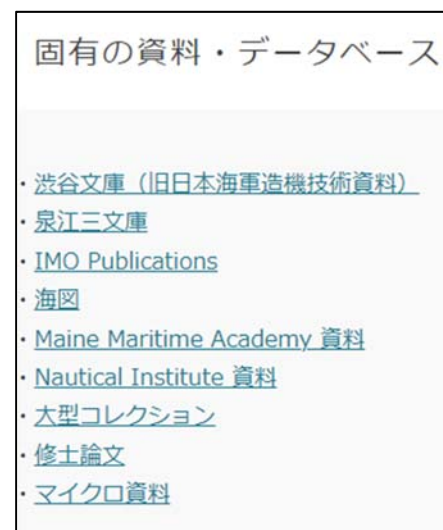 固有の資料・データベース
・渋谷文庫（旧日本海軍造機技術資料）
・泉江三文庫
・IMO Publications
・海図
・Maine Maritime Academy 資料
・Nautical Institute 資料
・大型コレクション
・修士論文
・マイクロ資料